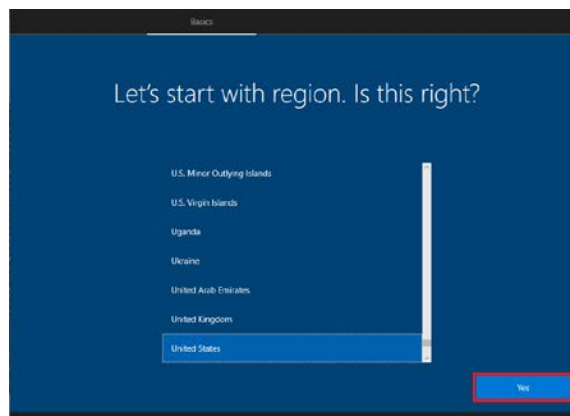 Basics
Let's start with region. Is this right?
U.S. Minor Outlying Islands
U.S. Virgin Islands
Uganda
Ukraine
United Arab Emirates
United Kingdom
United States
Yes